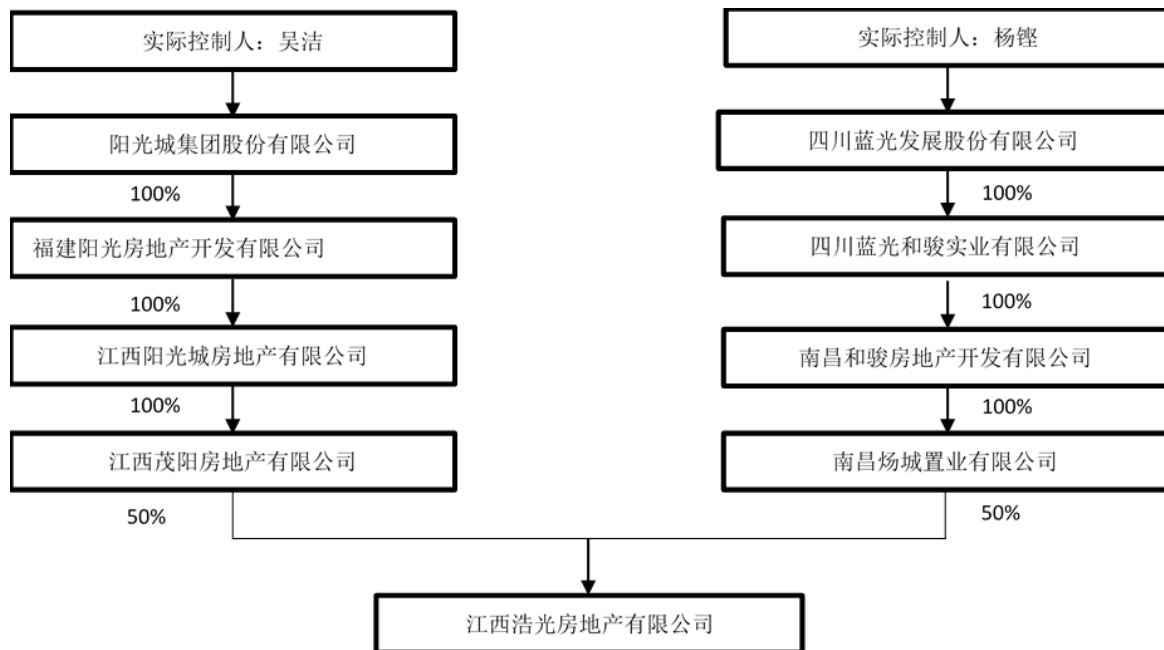 实际控制人：吴洁
实际控制人：杨铿
阳光城集团股份有限公司
四川蓝光发展股份有限公司
100%
100%
福建阳光房地产开发有限公司
四川蓝光和骏实业有限公司
100%
100%
江西阳光城房地产有限公司
南昌和骏房地产开发有限公司
100%
100%
江西茂阳房地产有限公司
南昌炀城置业有限公司
50%
50%
江西浩光房地产有限公司